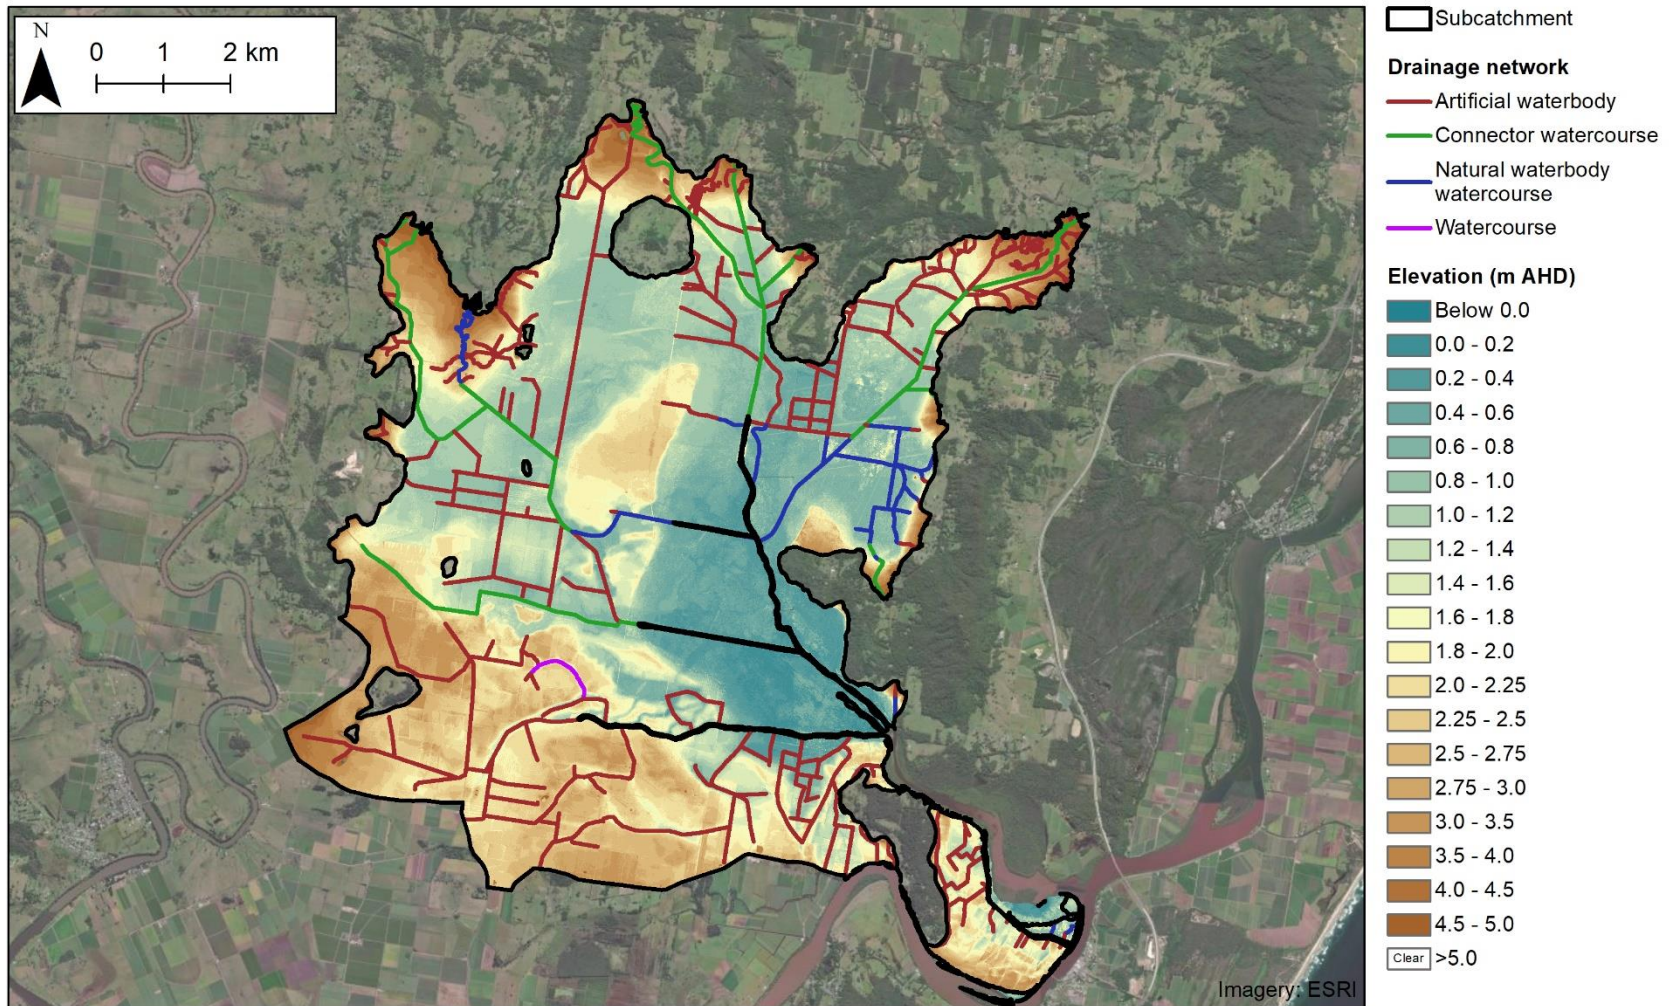 N
0 1 2 km
Subcatchment
Drainage network
Artificial waterbody
Connector watercourse
Natural waterbody
watercourse
Watercourse
Elevation (m AHD)
Below 0.0
0.0 - 0.2
0.2 - 0.4
0.4 - 0.6
0.6 - 0.8
0.8 - 1.0
1.0 - 1.2
1.2 - 1.4
1.4 - 1.6
1.6 - 1.8
1.8 - 2.0
2.0 - 2.25
2.25 - 2.5
2.5 - 2.75
2.75 - 3.0
3.0 - 3.5
3.5 - 4.0
4.0 - 4.5
4.5 - 5.0
Clear >5.0
Imagery: ESRI